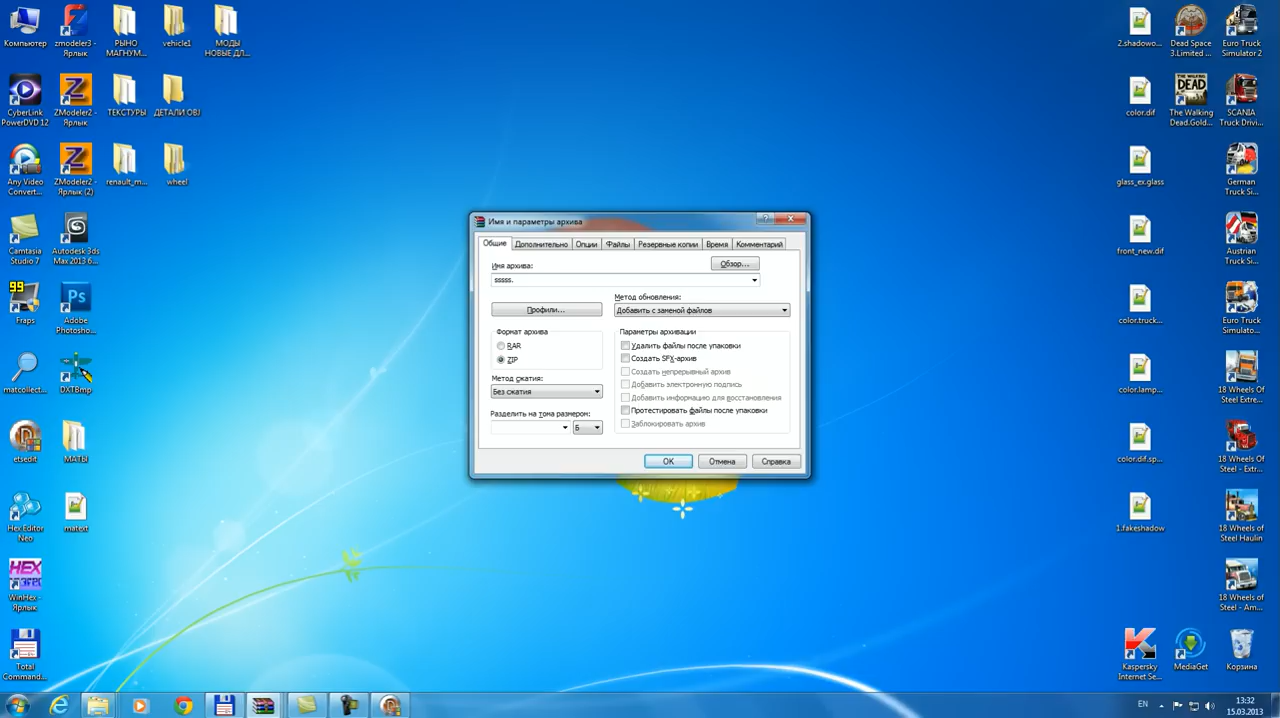 Компьютер
zmodeler3 -
Ярлык
РЫНО
МАГНУМ...
vehicle1
МОДЫ
НОВЫЕ ДЛ...
CyberLink
PowerDVD 12
ZModeler2 -
Ярлык
ТЕКСТУРЫ
ДЕТАЛИ OBJ
Any Video
Convert...
ZModeler2 -
Ярлык (2)
renault_m...
wheel
Camtasia
Studio 7
Autodesk 3ds
Max 2013 6...
99
Fraps
Ps
Adobe
Photosho...
matcollect...
DXTBmp
etsedit
МАТЫ
Hex Editor
Neo
matext
HEX
WinHex -
Ярлык
Total
Command...
Имя и параметры архива
Общие
Дополнительно
Опции
Файлы
Резервные копии
Время
Комментарий
Имя архива:
Обзор...
sssss.
Профили...
Метод обновления:
Добавить с заменой файлов
Формат архива
RAR
ZIP
Метод сжатия:
Без сжатия
Разделить на тома размером:
Б
Параметры архивации
Удалить файлы после упаковки
Создать SFX-архив
Создать непрерывный архив
Добавить электронную подпись
Добавить информацию для восстановления
Протестировать файлы после упаковки
Заблокировать архив
OK
Отмена
Справка
2.shadowo...
Dead Space
3.Limited ...
Euro Truck
Simulator 2
color.dif
The Walking
Dead.Gold...
SCANIA
Truck Drivi...
glass_ex.glass
German
Truck Si...
front_new.dif
Austrian
Truck Si...
color.truck...
Euro Truck
Simulato...
color.lamp...
18 Wheels of
Steel Extre...
color.dif.sp...
18 Wheels Of
Steel - Extr...
1.fakeshadow
18 Wheels of
Steel Haulin
18 Wheels of
Steel - Am...
Kaspersky
Internet Se...
MediaGet
Корзина
EN
13:32
15.03.2013